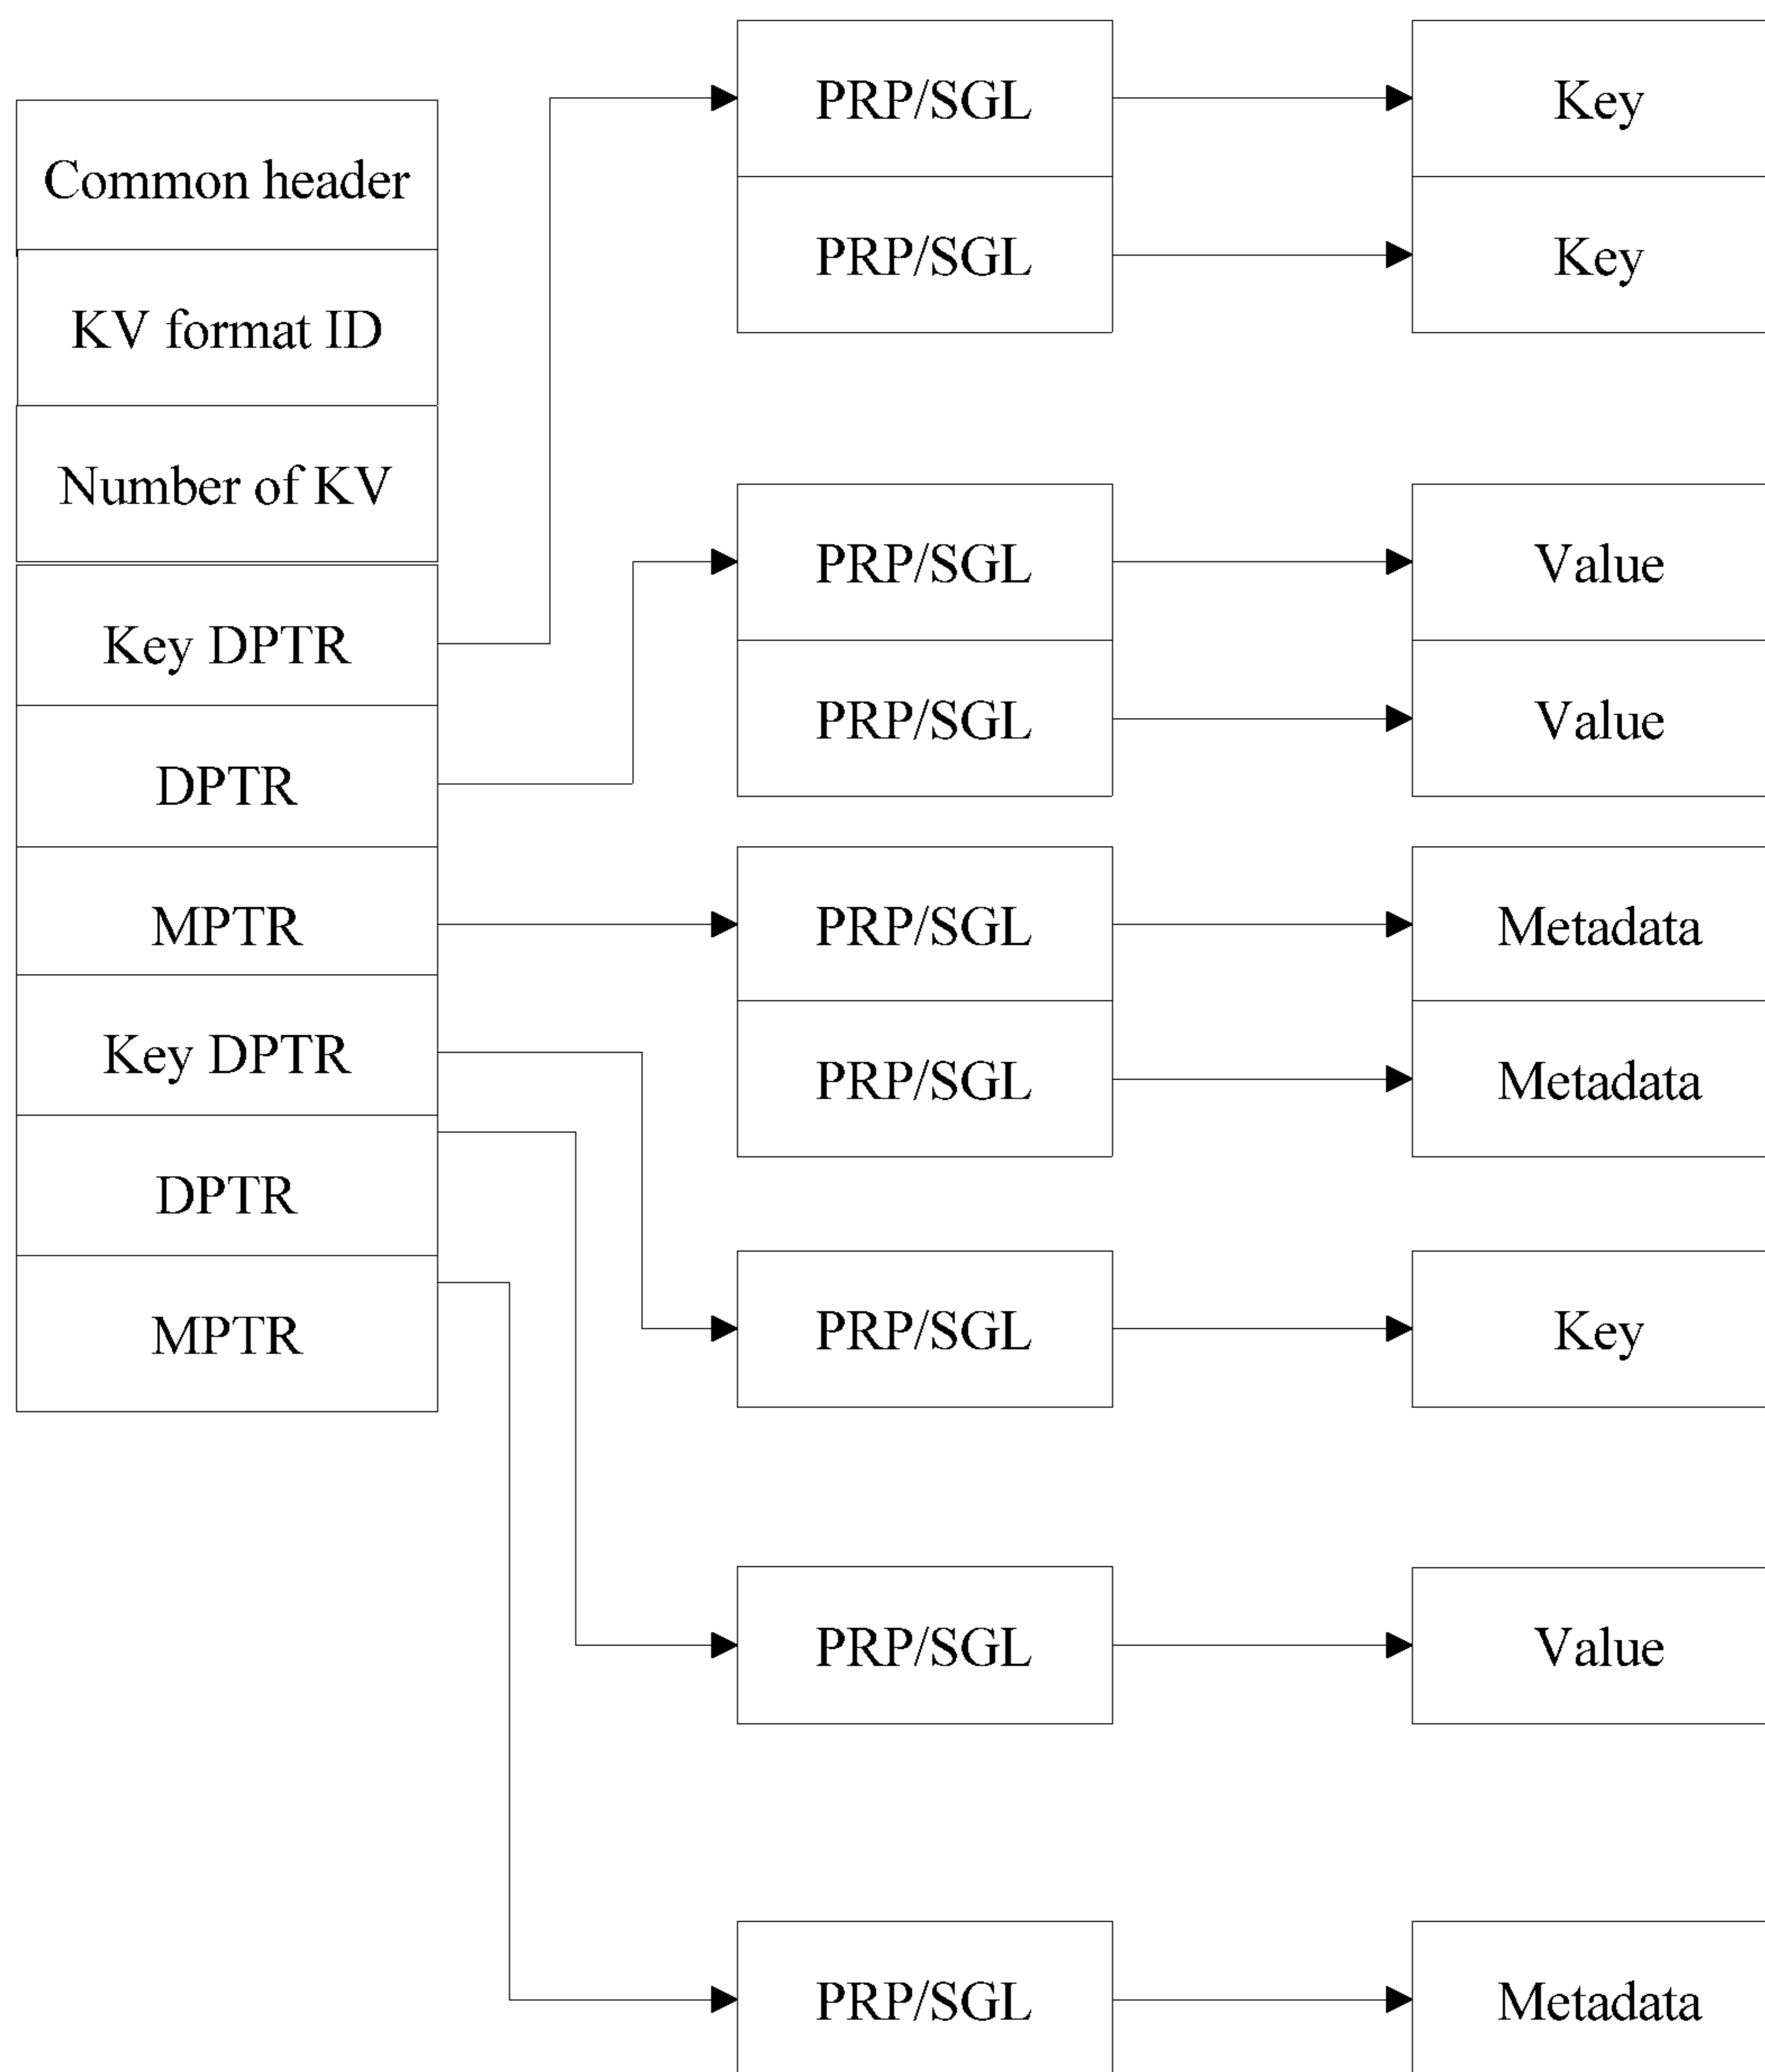 Common header
KV format ID
Number of KV
Key DPTR
DPTR
MPTR
Key DPTR
DPTR
MPTR
PRP/SGL
PRP/SGL
PRP/SGL
PRP/SGL
PRP/SGL
PRP/SGL
PRP/SGL
PRP/SGL
PRP/SGL
Key
Key
Value
Value
Metadata
Metadata
Key
Value
Metadata